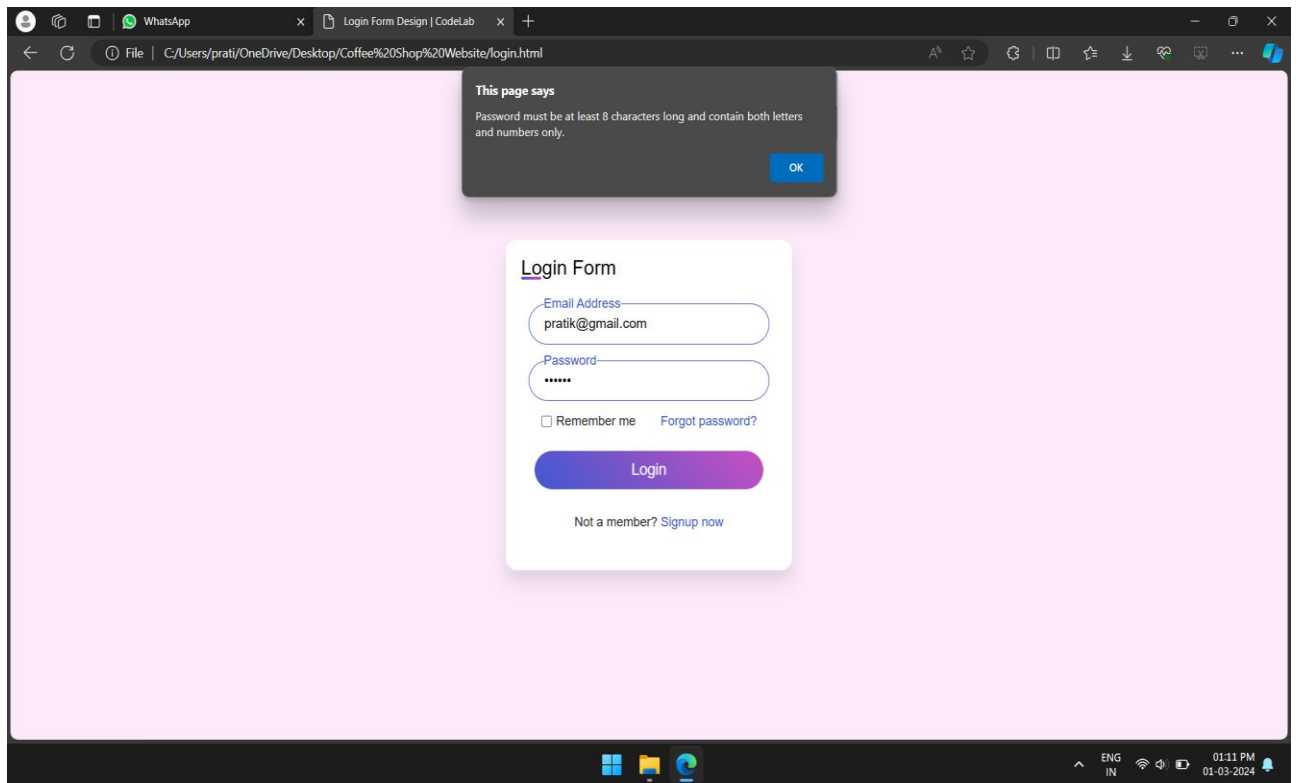 WhatsApp
Login Form Design | CodeLab
File | C:/Users/prati/OneDrive/Desktop/Coffee%20Shop%20Website/login.html
This page says
Password must be at least 8 characters long and contain both letters
and numbers only.
OK
Login Form
Email Address
pratik@gmail.com
Password
••••••
Remember me Forgot password?
Login
Not a member? Signup now
ENG 01:11 PM
IN 01-03-2024